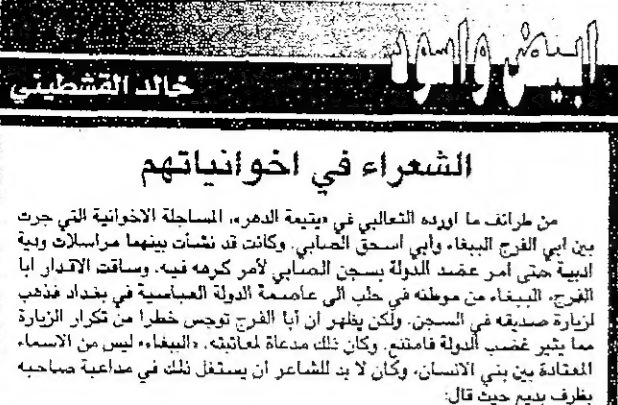 ابيض واسود
خالد القشطيني
الشعراء في اخوانياتهم
من طرائف ما اورده الثعالبي في «يتيمة الدهر»، المساجلة الاخوانية التي جرت
بين ابي الفرج الببغاء وأبي اسحق الصابي. وكانت قد نشأت بينهما مراسلات ودية
ادبية حتى أمر عضد الدولة بسجن الصابي لأمر كرهه فيه. وساقت الاقدار ابا
الفرج، الببغاء من موطنه في حلب الى عاصمة الدولة العباسية في بغداد فذهب
لزيارة صديقه في السجن. ولكن يظهر ان أبا الفرج توجس خطرا من تكرار الزيارة
مما يثير غضب الدولة فامتنع. وكان ذلك مدعاة لمعاتبته. «الببغاء» ليس من الاسماء
المعتادة بين بني الانسان، وكان لا بد للشاعر ان يستغل ذلك في مداعبة صاحبه
بظرف بديع حيث قال: